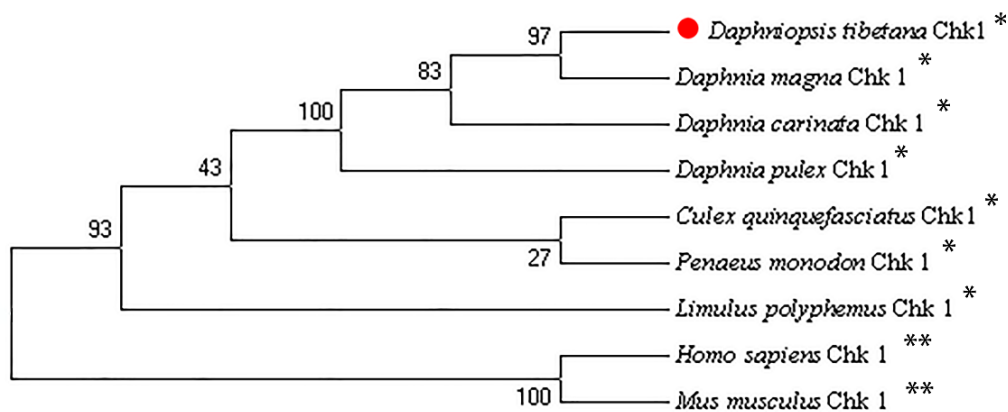 97 Daphniopsis tibetana Chk1 *
83 Daphnia magna Chk 1 *
100 Daphnia carinata Chk 1 *
43 Daphnia pulex Chk 1 *
93 Culex quinquefasciatus Chk1 *
27 Penaeus monodon Chk 1 *
Limulus polyphemus Chk 1 *
Homo sapiens Chk 1 **
100 Mus musculus Chk 1 **